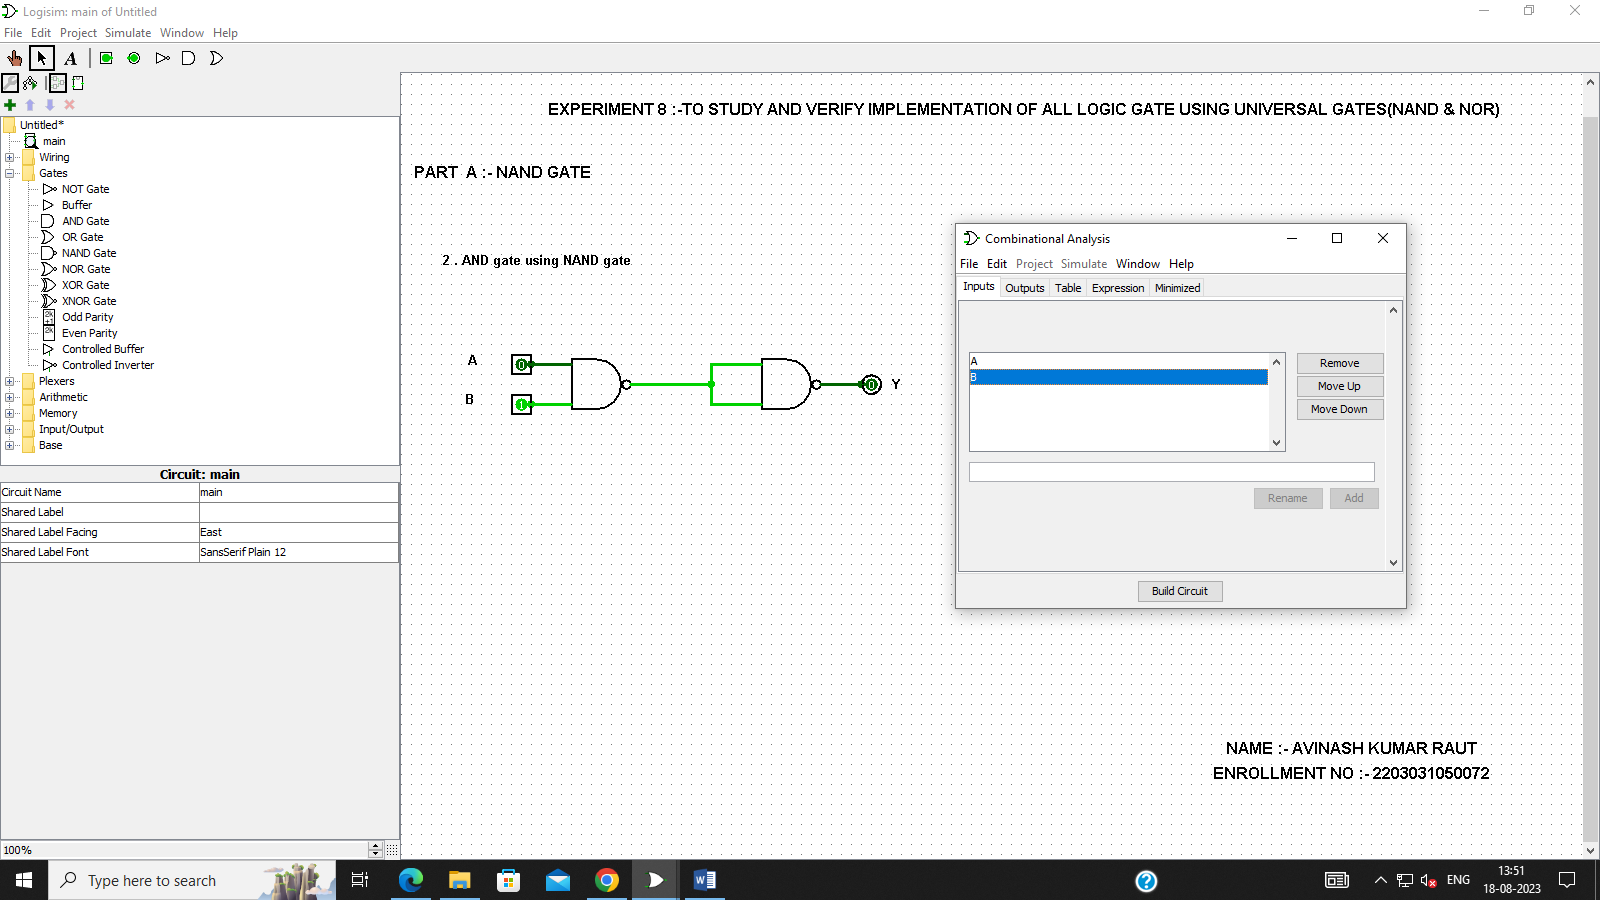 Logisim: main of Untitled
File Edit Project Simulate Window Help
A
EXPERIMENT 8 :-TO STUDY AND VERIFY IMPLEMENTATION OF ALL LOGIC GATE USING UNIVERSAL GATES(NAND & NOR)
PART A :- NAND GATE
2 . AND gate using NAND gate
A
0
B
1
0
Y
Untitled*
main
Wiring
Gates
NOT Gate
Buffer
AND Gate
OR Gate
NAND Gate
NOR Gate
XOR Gate
XNOR Gate
2k+1
Odd Parity
2k
Even Parity
Controlled Buffer
Controlled Inverter
Plexers
Arithmetic
Memory
Input/Output
Base
Circuit: main
Circuit Name main
Shared Label
Shared Label Facing East
Shared Label Font SansSerif Plain 12
100%
Combinational Analysis
File Edit Project Simulate Window Help
Inputs Outputs Table Expression Minimized
A
B
Remove
Move Up
Move Down
Rename Add
Build Circuit
NAME :- AVINASH KUMAR RAUT
ENROLLMENT NO :- 2203031050072
Type here to search
ENG
13:51
18-08-2023